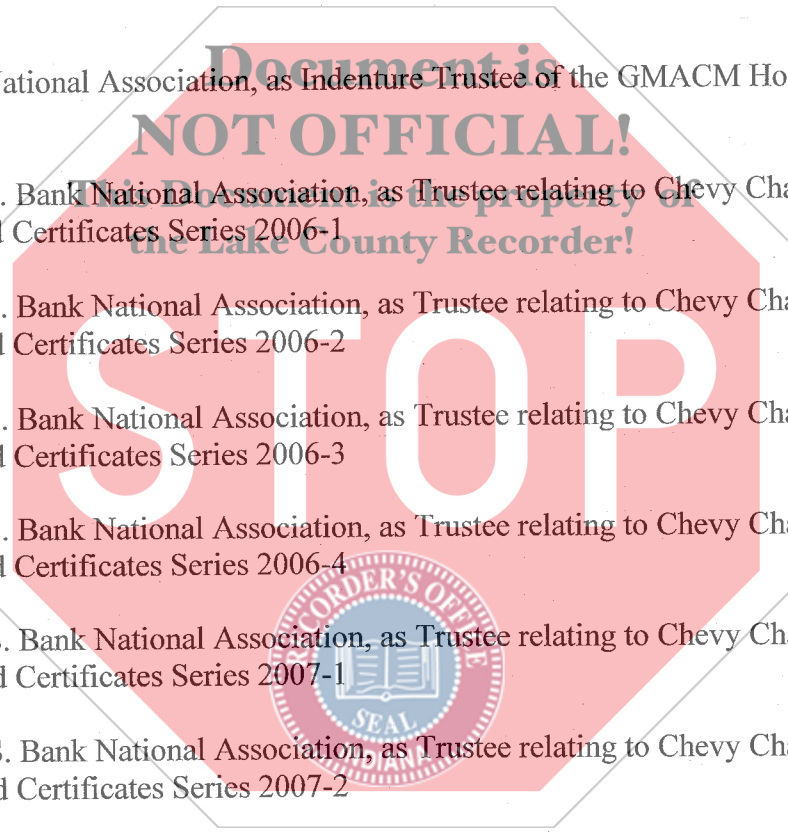 Document is
National Association, as Indenture Trustee of the GMACM Ho
NOT OFFICIAL!
. Bank National Association, as Trustee relating to Chevy Cha
This Document is the property of
d Certificates Series 2006-1
the Lake County Recorder!
. Bank National Association, as Trustee relating to Chevy Cha
d Certificates Series 2006-2
STOP
. Bank National Association, as Trustee relating to Chevy Cha
d Certificates Series 2006-3
. Bank National Association, as Trustee relating to Chevy Cha
d Certificates Series 2006-4
RECORDER'S OFFICE
. Bank National Association, as Trustee relating to Chevy Cha
d Certificates Series 2007-1
SEAL
S. Bank National Association, as Trustee relating to Chevy Cha
INDIANA
d Certificates Series 2007-2